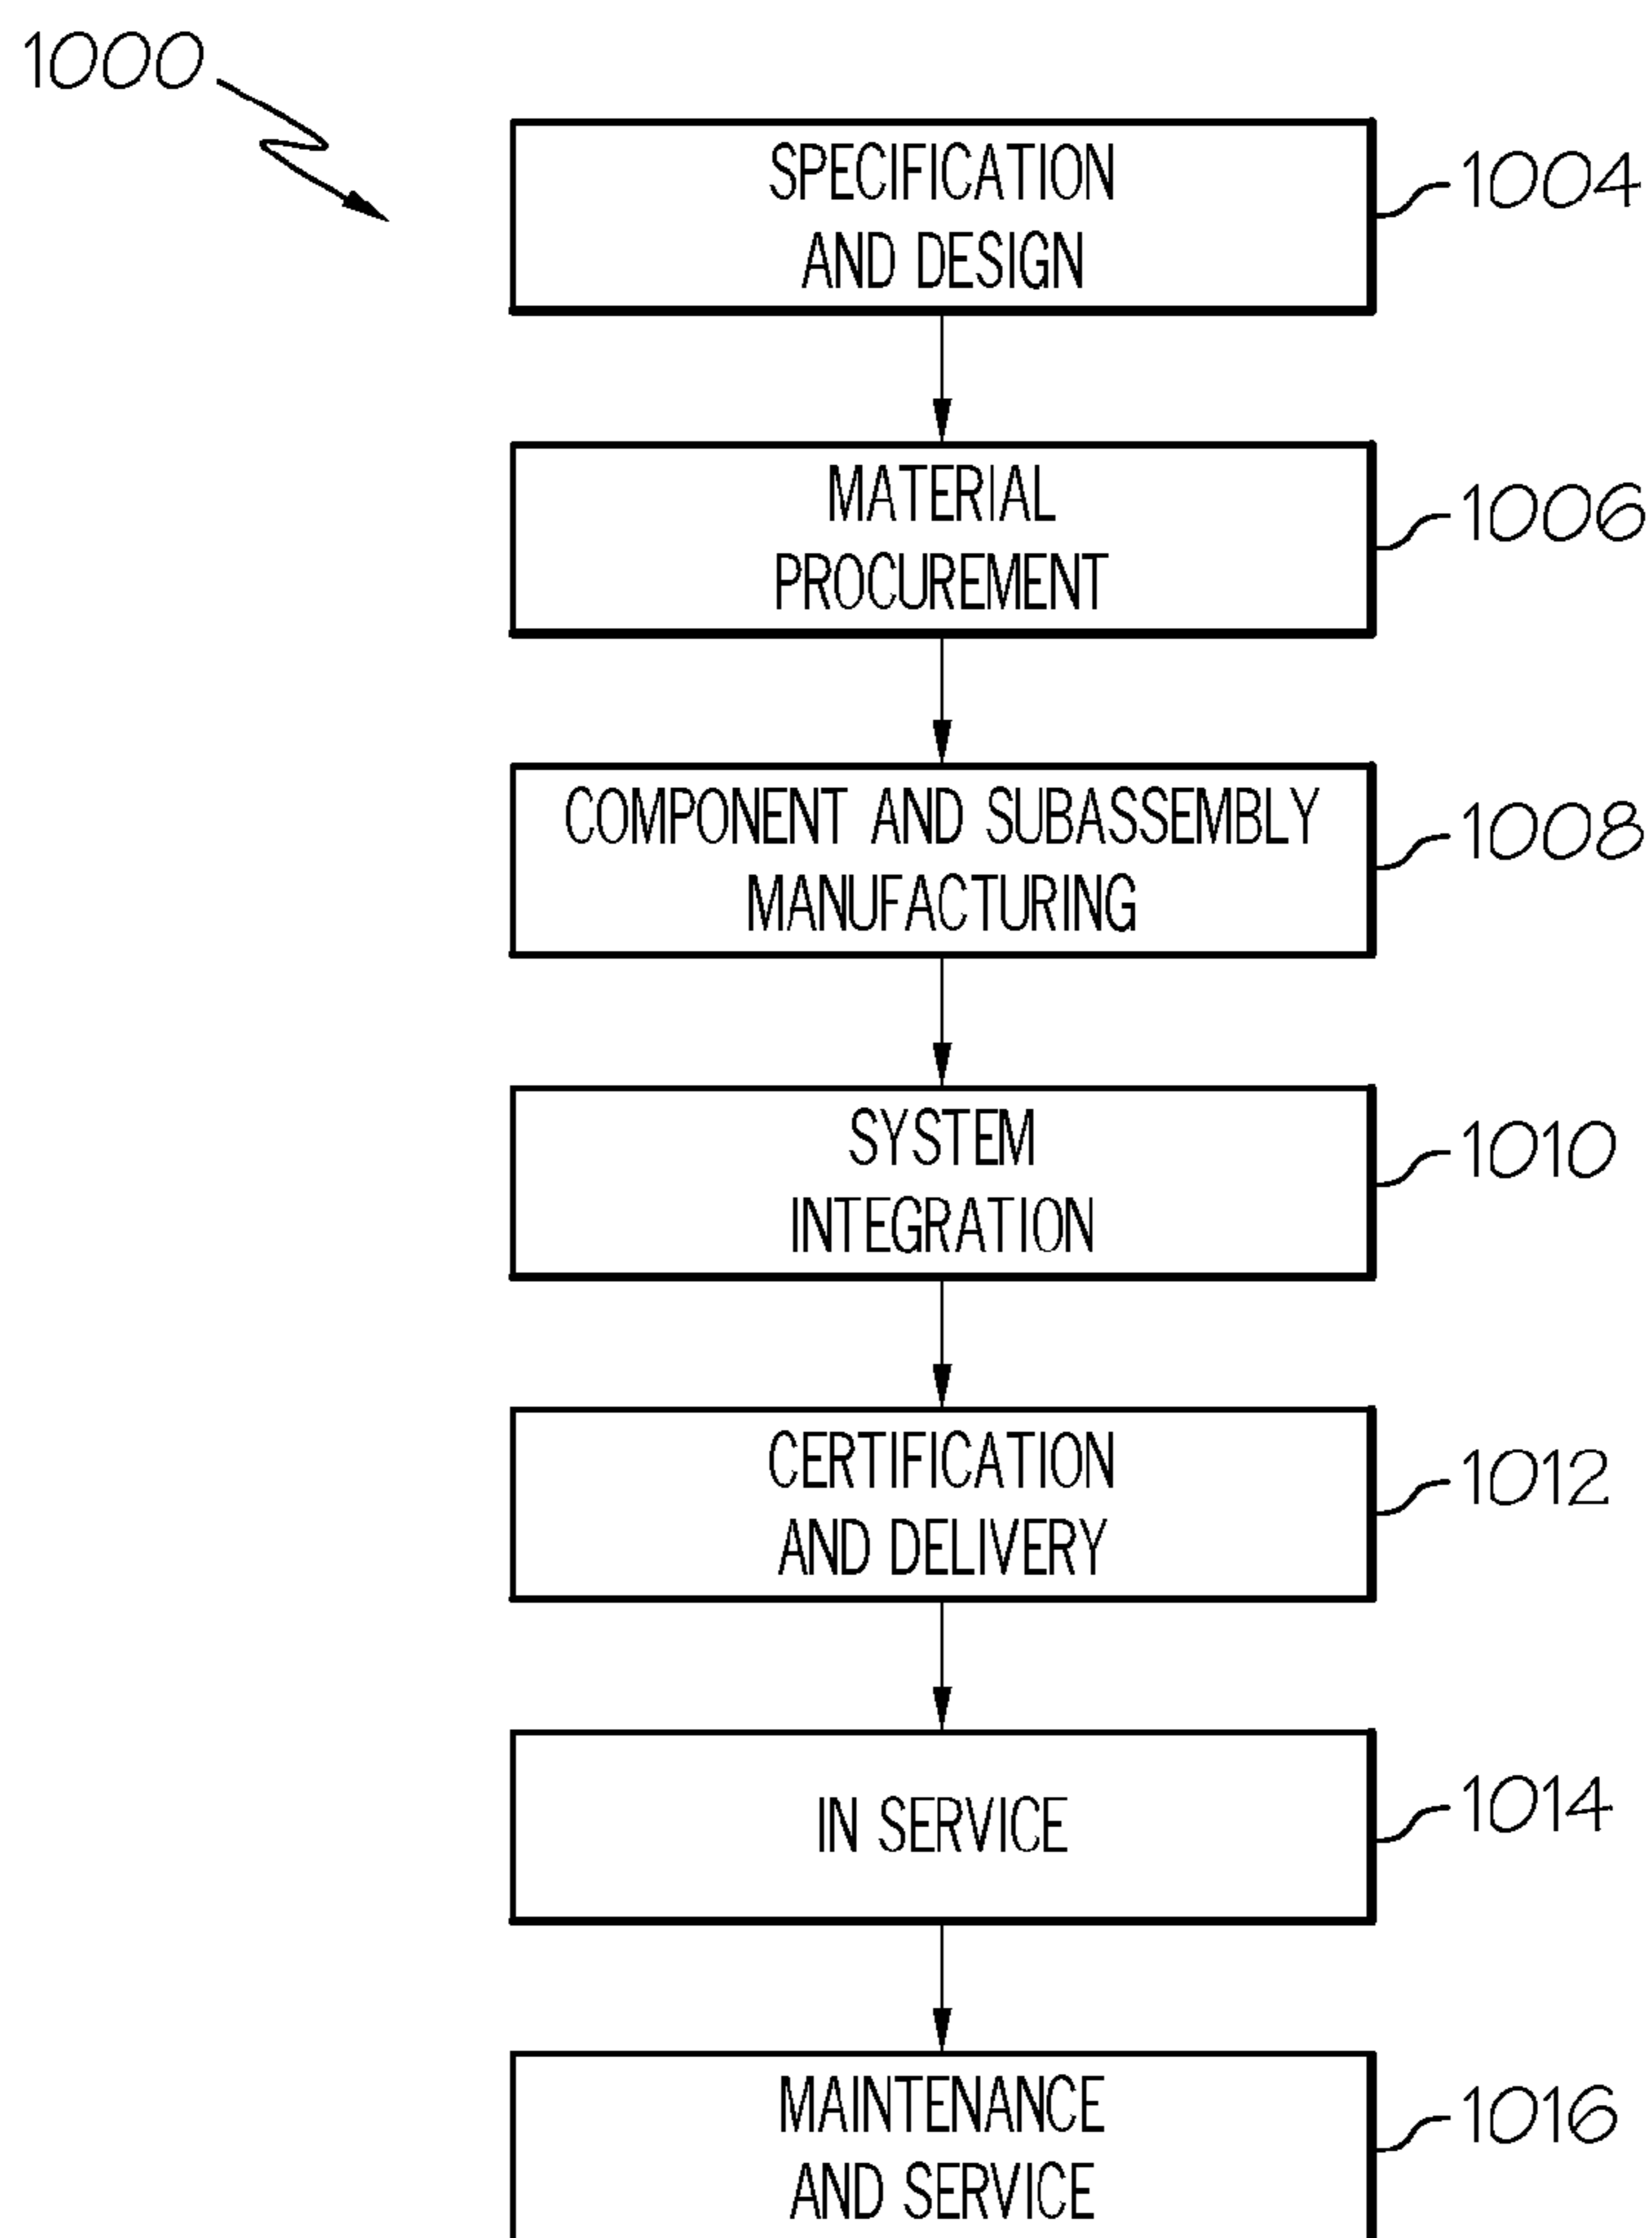 1000
SPECIFICATION
AND DESIGN
1004
MATERIAL
PROCUREMENT
1006
COMPONENT AND SUBASSEMBLY
MANUFACTURING
1008
SYSTEM
INTEGRATION
1010
CERTIFICATION
AND DELIVERY
1012
IN SERVICE
1014
MAINTENANCE
AND SERVICE
1016